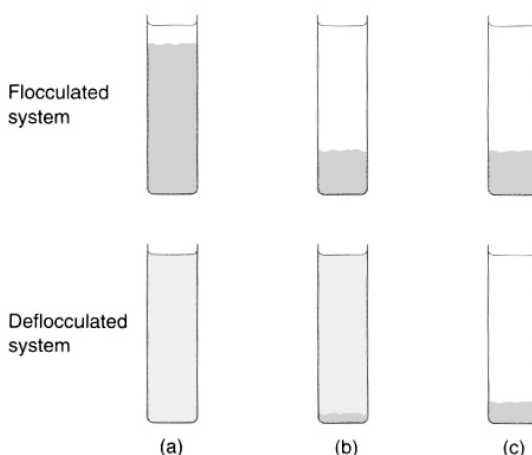 Flocculated
system
Deflocculated
system
(a) (b) (c)